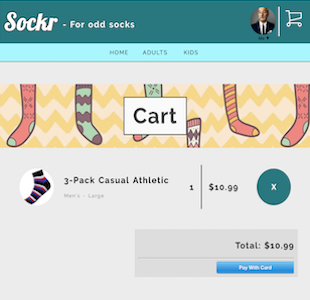 Sockr - For odd socks
HOME ADULTS KIDS
Cart
3-Pack Casual Athletic 1 $10.99 X
Men's - Large
Total: $10.99
Pay With Card